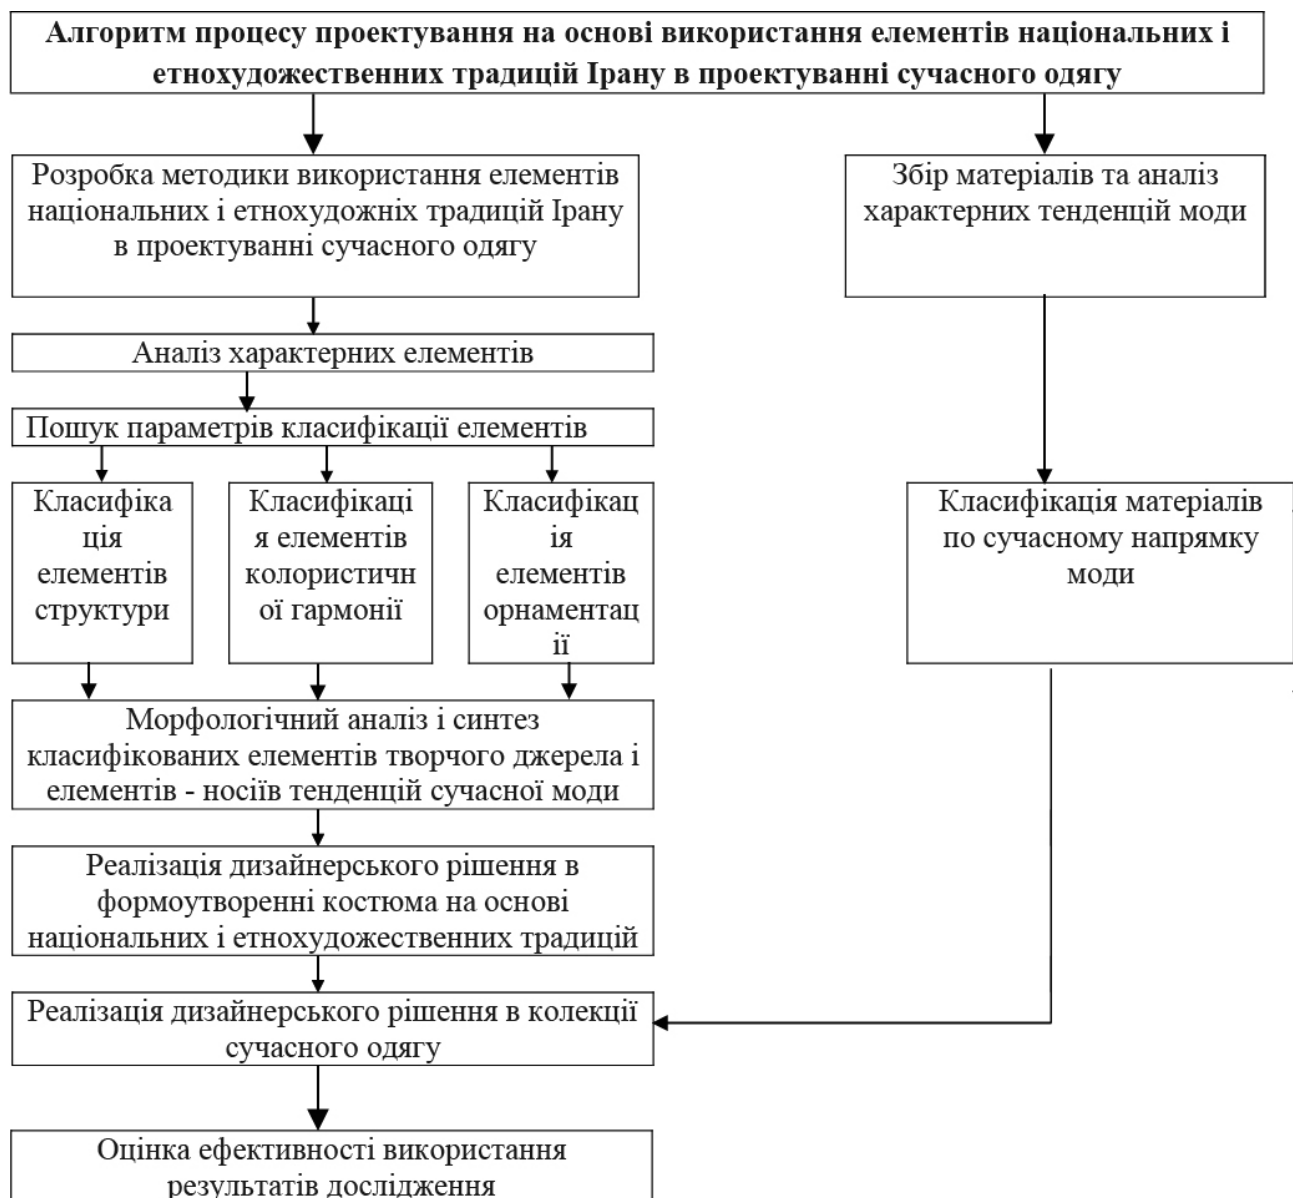 Алгоритм процесу проектування на основі використання елементів національних і
етнохудожественних традицій Ірану в проектуванні сучасного одягу
Розробка методики використання елементів
національних і етнохудожніх традицій Ірану
в проектуванні сучасного одягу
Збір матеріалів та аналіз
характерних тенденцій моди
Аналіз характерних елементів
Пошук параметрів класифікації елементів
Класифіка
ція
елементів
структури
Класифікаці
я елементів
колористичн
ої гармонії
Класифікац
ія
елементів
орнаментац
ії
Класифікація матеріалів
по сучасному напрямку
моди
Морфологічний аналіз і синтез
класифікованих елементів творчого джерела і
елементів - носіїв тенденцій сучасної моди
Реалізація дизайнерського рішення в
формоутворенні костюма на основі
національних і етнохудожественних традицій
Реалізація дизайнерського рішення в колекції
сучасного одягу
Оцінка ефективності використання
результатів дослідження